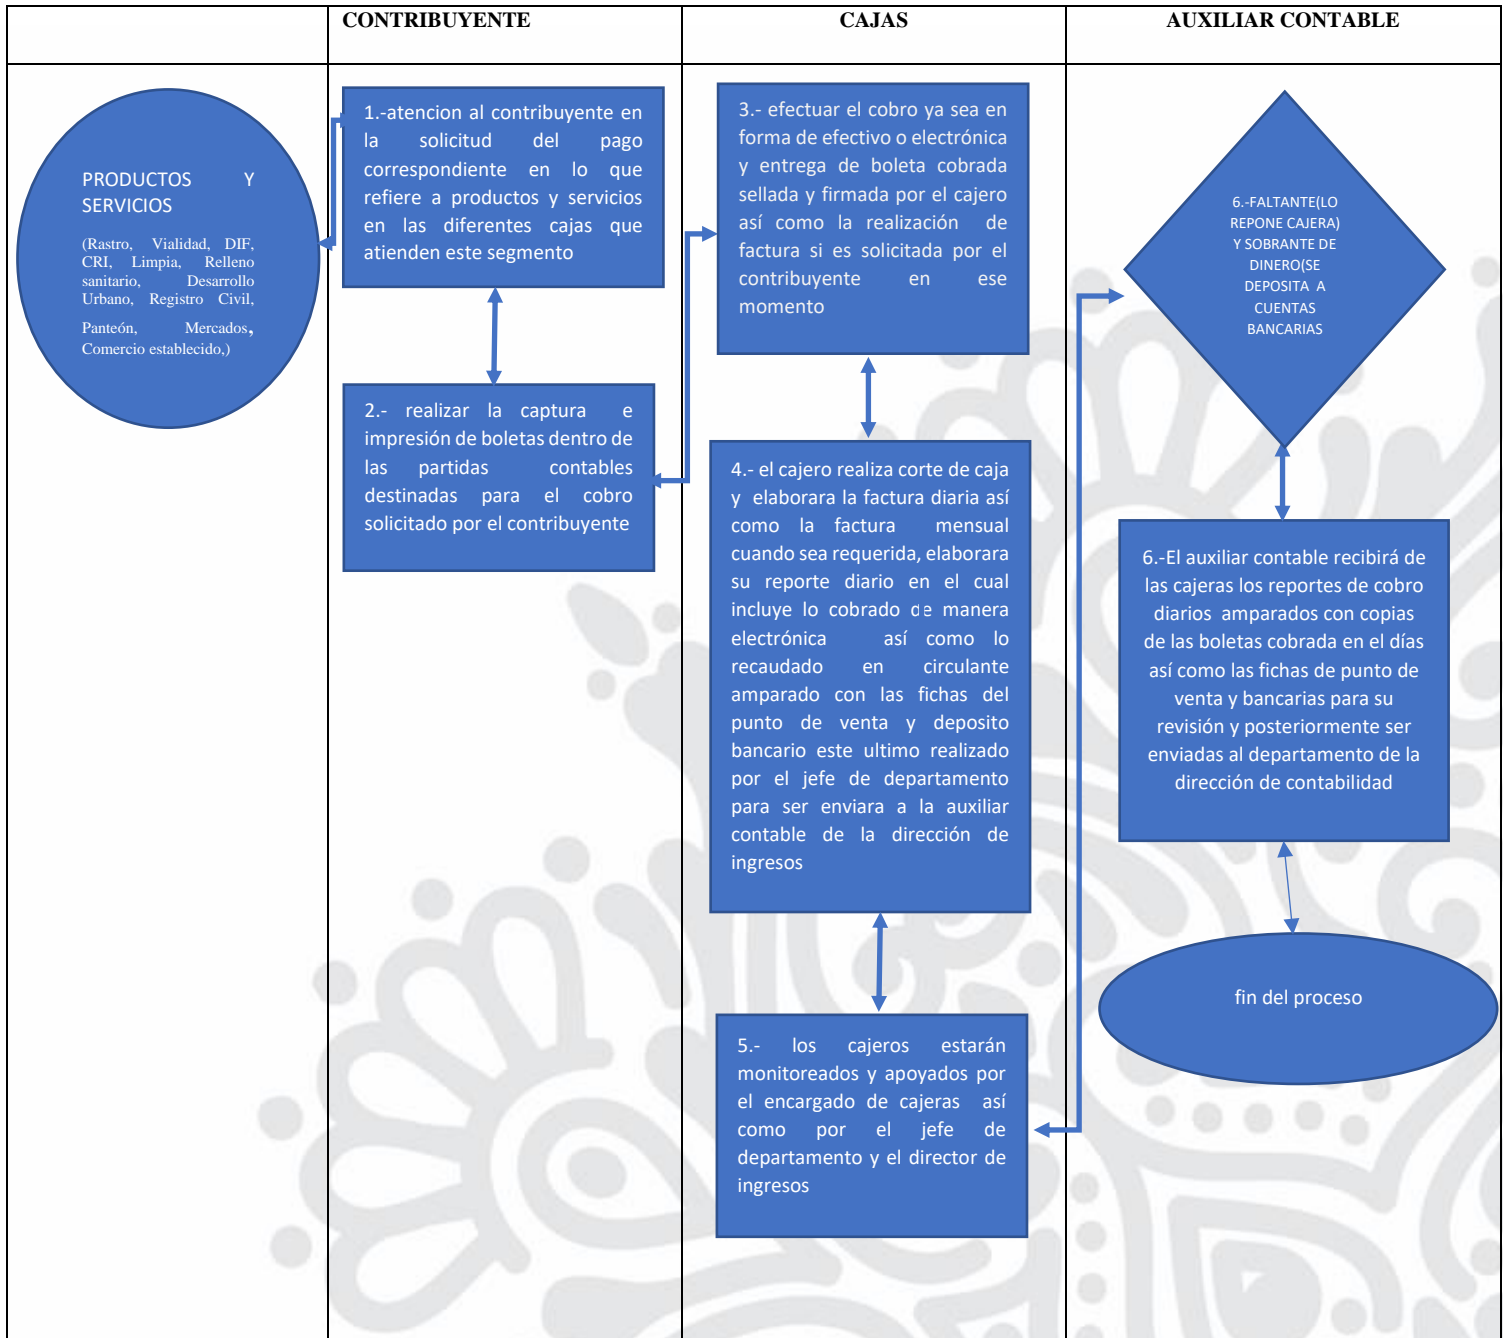 CONTRIBUYENTE
CAJAS
AUXILIAR CONTABLE
PRODUCTOS Y
SERVICIOS
(Rastro, Vialidad, DIF,
CRI, Limpia, Relleno
sanitario, Desarrollo
Urbano, Registro Civil,
Panteón, Mercados,
Comercio establecido,)
1.-atencion al contribuyente en
la solicitud del pago
correspondiente en lo que
refiere a productos y servicios
en las diferentes cajas que
atienden este segmento
2.- realizar la captura e
impresión de boletas dentro de
las partidas contables
destinadas para el cobro
solicitado por el contribuyente
3.- efectuar el cobro ya sea en
forma de efectivo o electrónica
y entrega de boleta cobrada
sellada y firmada por el cajero
así como la realización de
factura si es solicitada por el
contribuyente en ese
momento
4.- el cajero realiza corte de caja
y elaborara la factura diaria así
como la factura mensual
cuando sea requerida, elaborara
su reporte diario en el cual
incluye lo cobrado de manera
electrónica así como lo
recaudado en circulante
amparado con las fichas del
punto de venta y deposito
bancario este ultimo realizado
por el jefe de departamento
para ser enviara a la auxiliar
contable de la dirección de
ingresos
5.- los cajeros estarán
monitoreados y apoyados por
el encargado de cajeras así
como por el jefe de
departamento y el director de
ingresos
6.-FALTANTE(LO
REPONE CAJERA)
Y SOBRANTE DE
DINERO(SE
DEPOSITA A
CUENTAS
BANCARIAS
6.-El auxiliar contable recibirá de
las cajeras los reportes de cobro
diarios amparados con copias
de las boletas cobrada en el días
así como las fichas de punto de
venta y bancarias para su
revisión y posteriormente ser
enviadas al departamento de la
dirección de contabilidad
fin del proceso